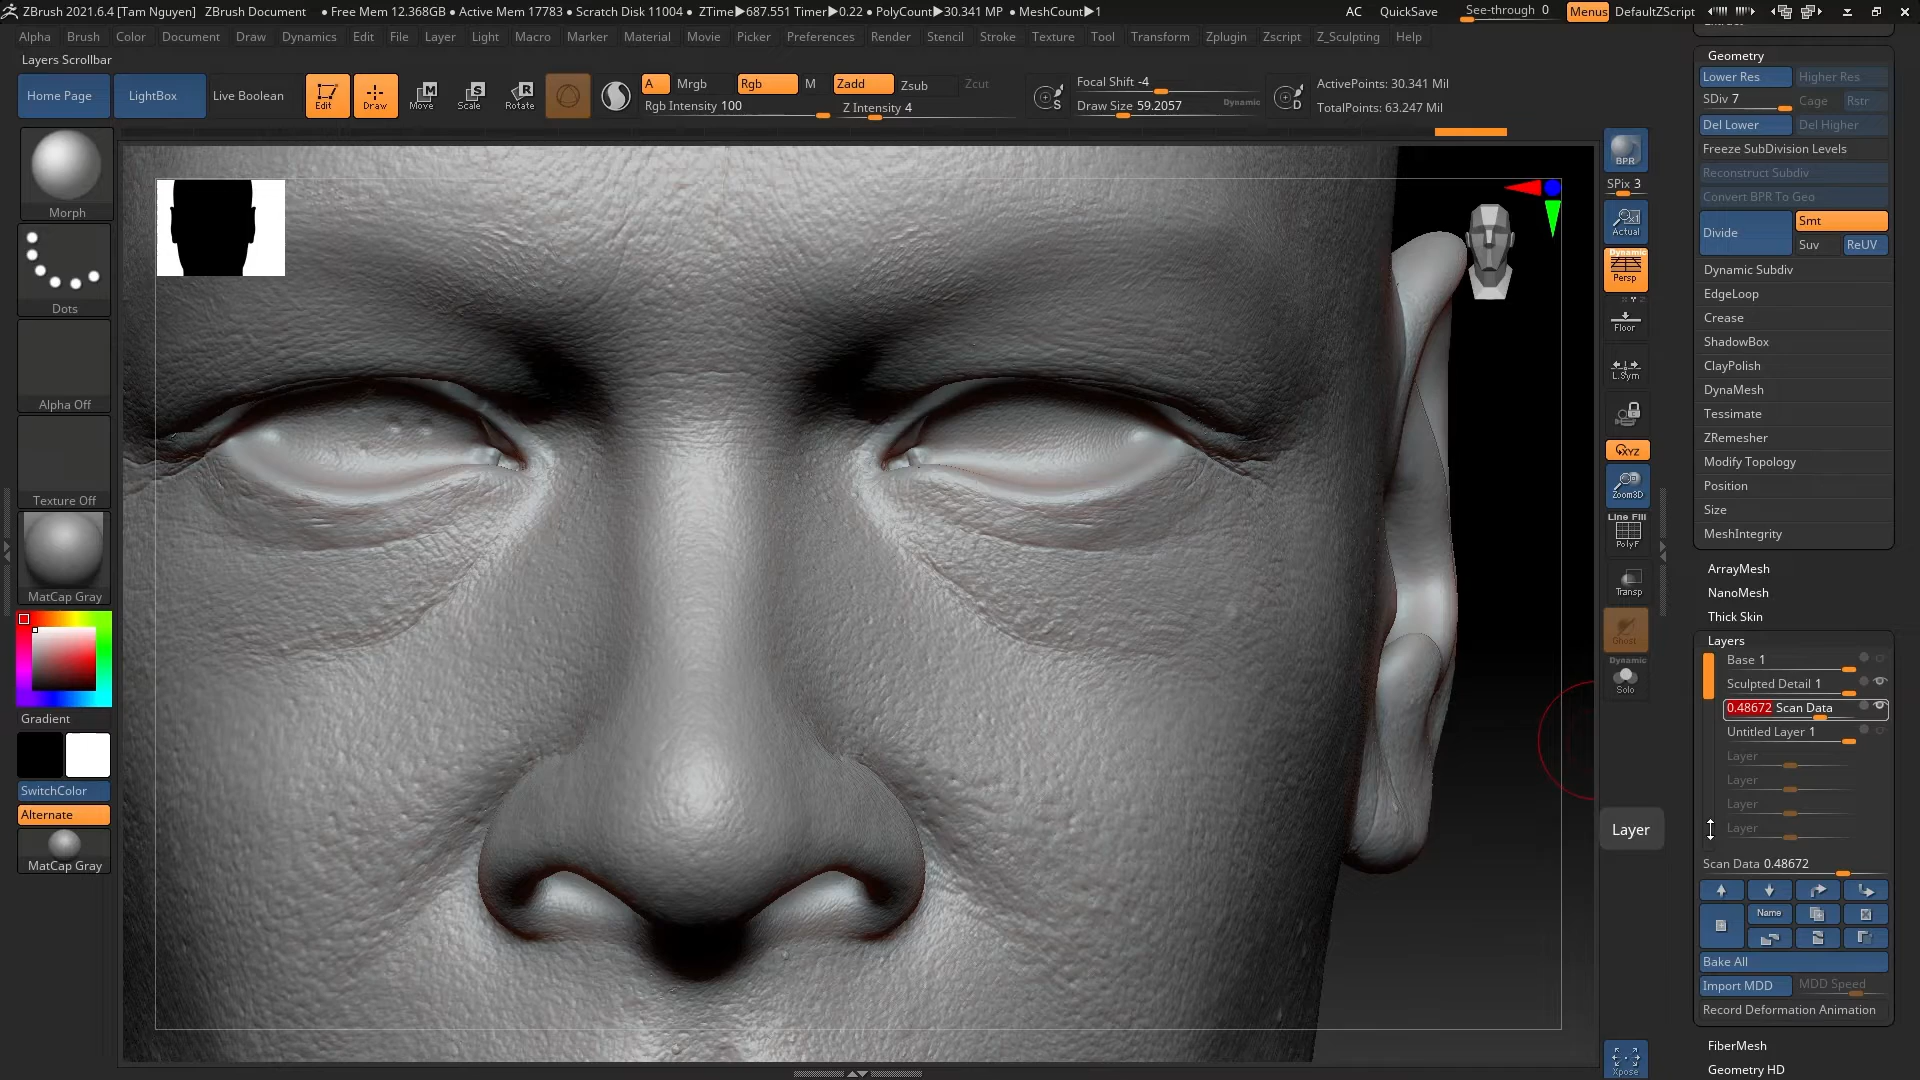 ZBrush 2021.6.4 [Tam Nguyen] ZBrush Document • Free Mem 12.368GB • Active Mem 17783 • Scratch Disk 11004 • ZTime▶687.551 Timer▶0.22 • PolyCount▶30.341 MP • MeshCount▶1 AC QuickSave See-through 0 Menus DefaultZScript
Alpha Brush Color Document Draw Dynamics Edit File Layer Light Macro Marker Material Movie Picker Preferences Render Stencil Stroke Texture Tool Transform Zplugin Zscript Z_Sculpting Help
Layers Scrollbar
Home Page LightBox Live Boolean Edit Draw Move Scale Rotate
A Mrgb Rgb M Zadd Zsub Zcut
Rgb Intensity 100 Z Intensity 4
S Focal Shift -4
Draw Size 59.2057 Dynamic
D ActivePoints: 30.341 Mil
TotalPoints: 63.247 Mil
Morph
Dots
Alpha Off
Texture Off
MatCap Gray
Gradient
SwitchColor
Alternate
MatCap Gray
BPR
SPix 3
Actual
Dynamic
Persp
Floor
L.Sym
XYZ
Zoom3D
Line Fill
PolyF
Transp
Ghost
Dynamic
Solo
Xpose
Layer
Geometry
Lower Res Higher Res
SDiv 7 Cage Rstr
Del Lower Del Higher
Freeze SubDivision Levels
Reconstruct Subdiv
Convert BPR To Geo
Divide Smt
Suv ReUV
Dynamic Subdiv
EdgeLoop
Crease
ShadowBox
ClayPolish
DynaMesh
Tessimate
ZRemesher
Modify Topology
Position
Size
MeshIntegrity
ArrayMesh
NanoMesh
Thick Skin
Layers
Base 1
Sculpted Detail 1
0.48672 Scan Data
Untitled Layer 1
Layer
Layer
Layer
Layer
Scan Data 0.48672
Name
Bake All
Import MDD MDD Speed
Record Deformation Animation
FiberMesh
Geometry HD